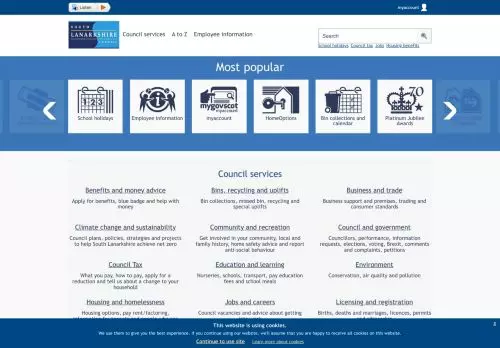 Listen
myaccount
SOUTH
LANARKSHIRE
COUNCIL
Council services A to Z Employee information
Search
School holidays Council tax Jobs Housing benefits
Most popular
123
mygovscot
myaccount
70
School holidays
Employee Information
myaccount
HomeOptions
Bin collections and
calendar
Platinum Jubilee
Awards
Council services
Benefits and money advice
Apply for benefits, blue badge and help with
money
Bins, recycling and uplifts
Bin collections, missed bin, recycling and
special uplifts
Business and trade
Business support and premises, trading and
consumer standards
Climate change and sustainability
Council plans, policies, strategies and projects
to help South Lanarkshire achieve net zero
Community and recreation
Get involved in your community, local and
family history, home safety advice and report
anti-social behaviour
Council and government
Councillors, performance, information
requests, elections, voting, Brexit, comments
and complaints, petitions
Council Tax
What you pay, how to pay, apply for a
reduction and tell us about a change to your
household
Education and learning
Nurseries, schools, transport, pay education
fees and school meals
Environment
Conservation, air quality and pollution
Housing and homelessness
Housing options, pay rent/factoring,
Jobs and careers
Council vacancies and advice about getting
Licensing and registration
Births, deaths and marriages, licences, permits
This website is using cookies.
We use them to give you the best experience. If you continue using our website, we'll assume that you are happy to receive all cookies on this website.
Continue to use site Learn more about cookies
x